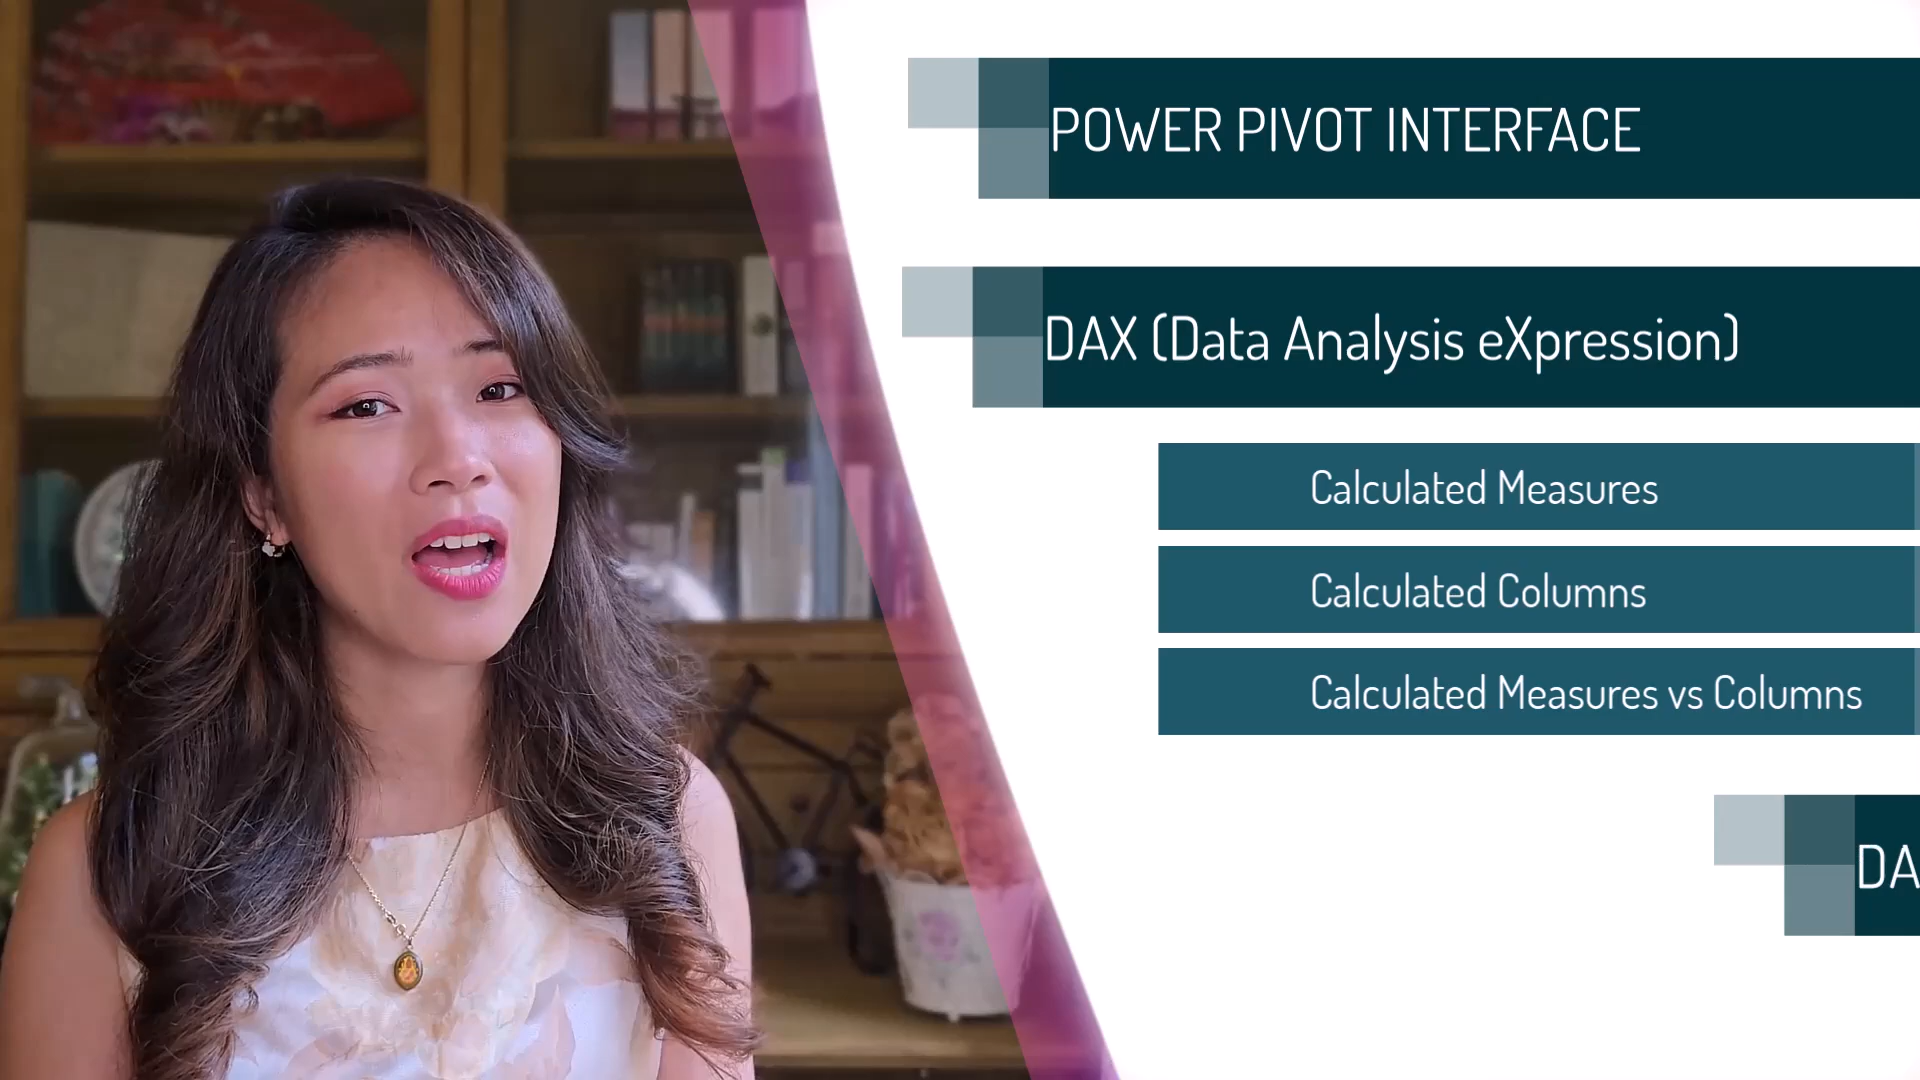 POWER PIVOT INTERFACE
DAX (Data Analysis eXpression)
Calculated Measures
Calculated Columns
Calculated Measures vs Columns
DA